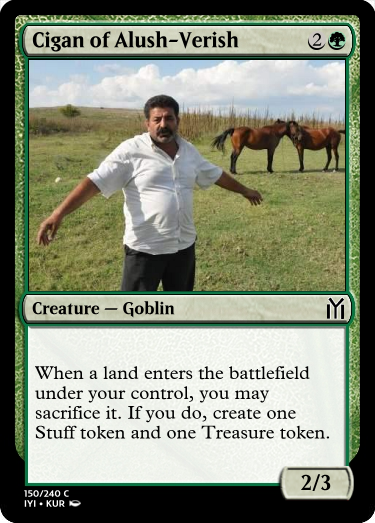 Cigan of Alush-Verish 2
Creature — Goblin
When a land enters the battlefield
under your control, you may
sacrifice it. If you do, create one
Stuff token and one Treasure token.
2/3
150/240 C
IYI • KUR